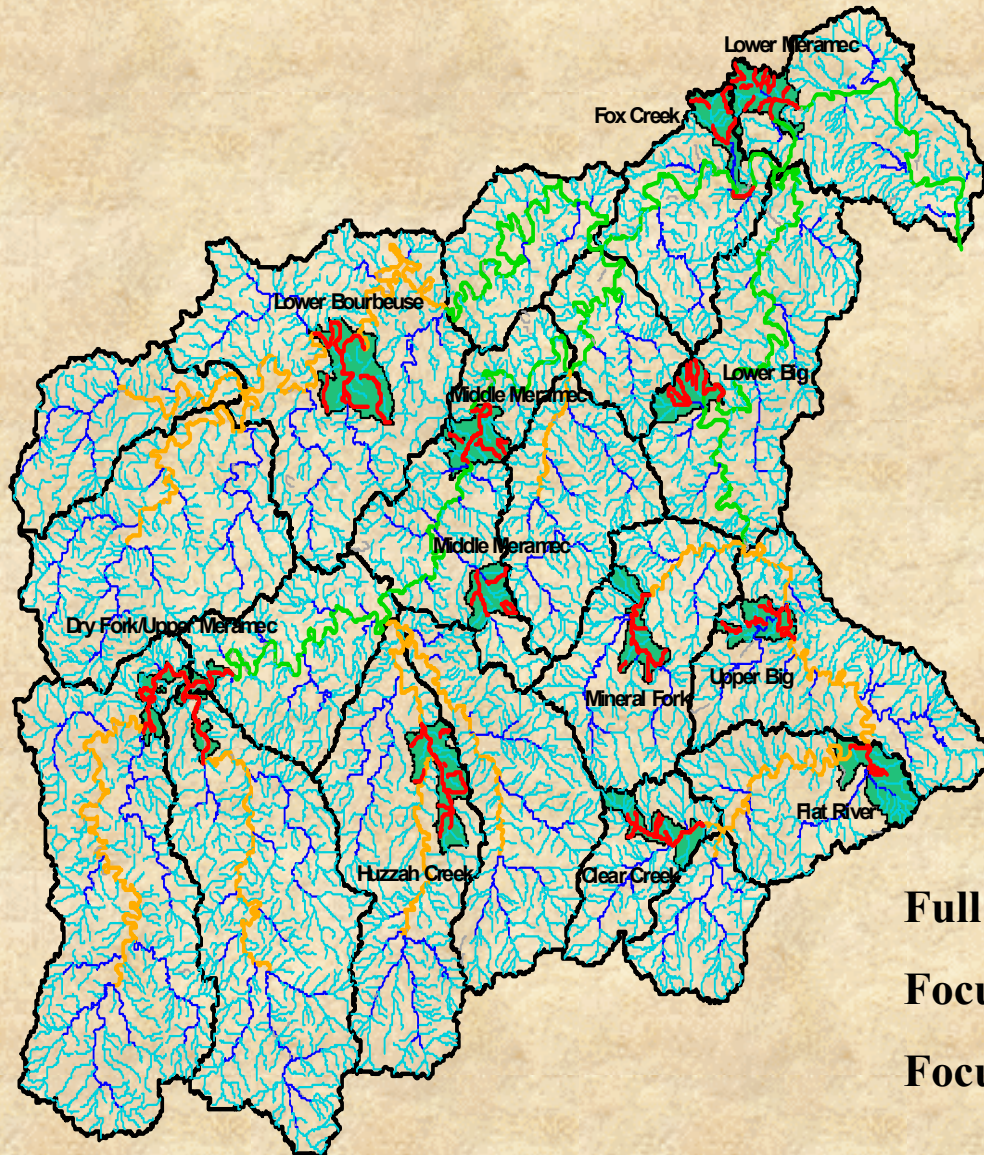 Lower Meramec
Fox Creek
Lower Bourbeuse
Lower Big
Middle Meramec
Middle Meramec
Dry Fork/Upper Meramec
Upper Big
Mineral Fork
Flat River
Huzzah Creek
Clear Creek
Full
Focu
Focu